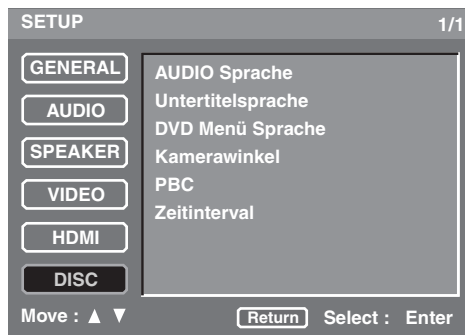 SETUP 1/1
GENERAL
AUDIO
SPEAKER
VIDEO
HDMI
DISC
AUDIO Sprache
Untertitelsprache
DVD Menü Sprache
Kamerawinkel
PBC
Zeitinterval
Move : ▲ ▼ Return Select : Enter